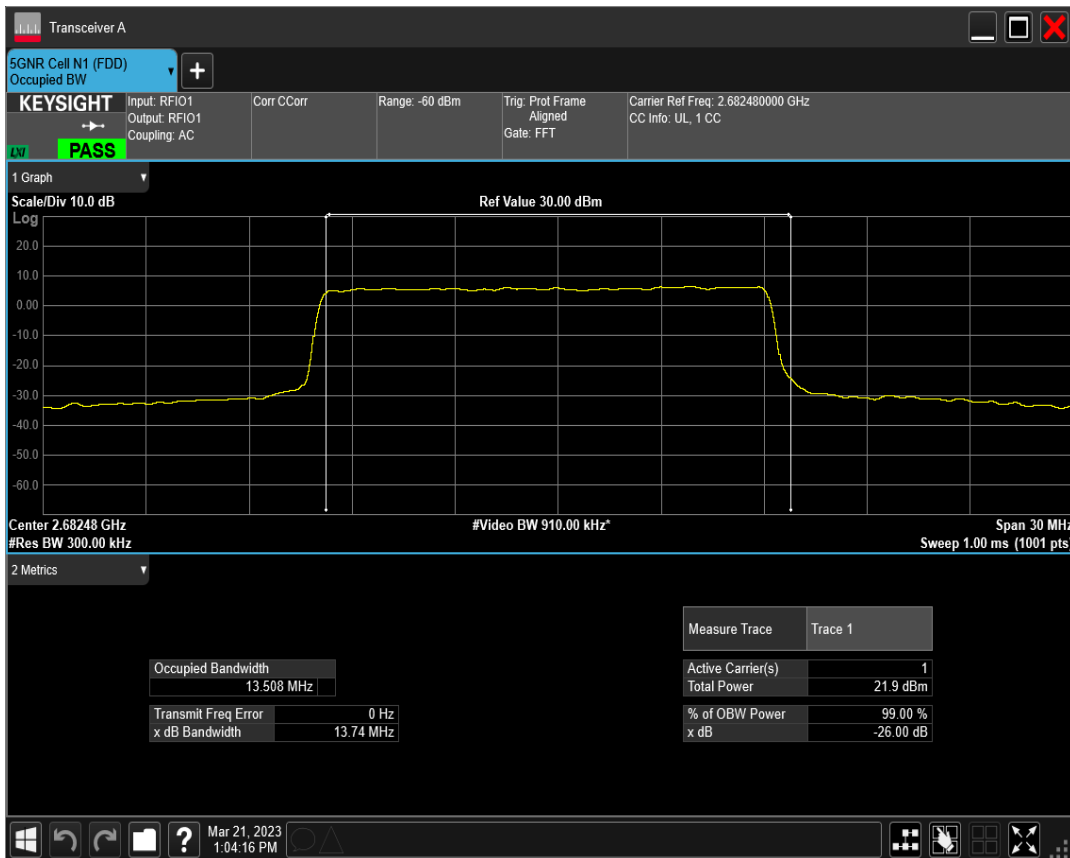 Transceiver A
5GNR Cell N1 (FDD)
Occupied BW
+
KEYSIGHT
LXI
PASS
Input: RFIO1
Output: RFIO1
Coupling: AC
Corr CCorr
Range: -60 dBm
Trig: Prot Frame
Aligned
Gate: FFT
Carrier Ref Freq: 2.682480000 GHz
CC Info: UL, 1 CC
1 Graph
Scale/Div 10.0 dB
Ref Value 30.00 dBm
Log
20.0
10.0
0.00
-10.0
-20.0
-30.0
-40.0
-50.0
-60.0
Center 2.68248 GHz
#Video BW 910.00 kHz*
Span 30 MHz
#Res BW 300.00 kHz
Sweep 1.00 ms (1001 pts)
2 Metrics
Measure Trace Trace 1
Occupied Bandwidth
13.508 MHz
Transmit Freq Error 0 Hz
x dB Bandwidth 13.74 MHz
Active Carrier(s) 1
Total Power 21.9 dBm
% of OBW Power 99.00 %
x dB -26.00 dB
?
Mar 21, 2023
1:04:16 PM